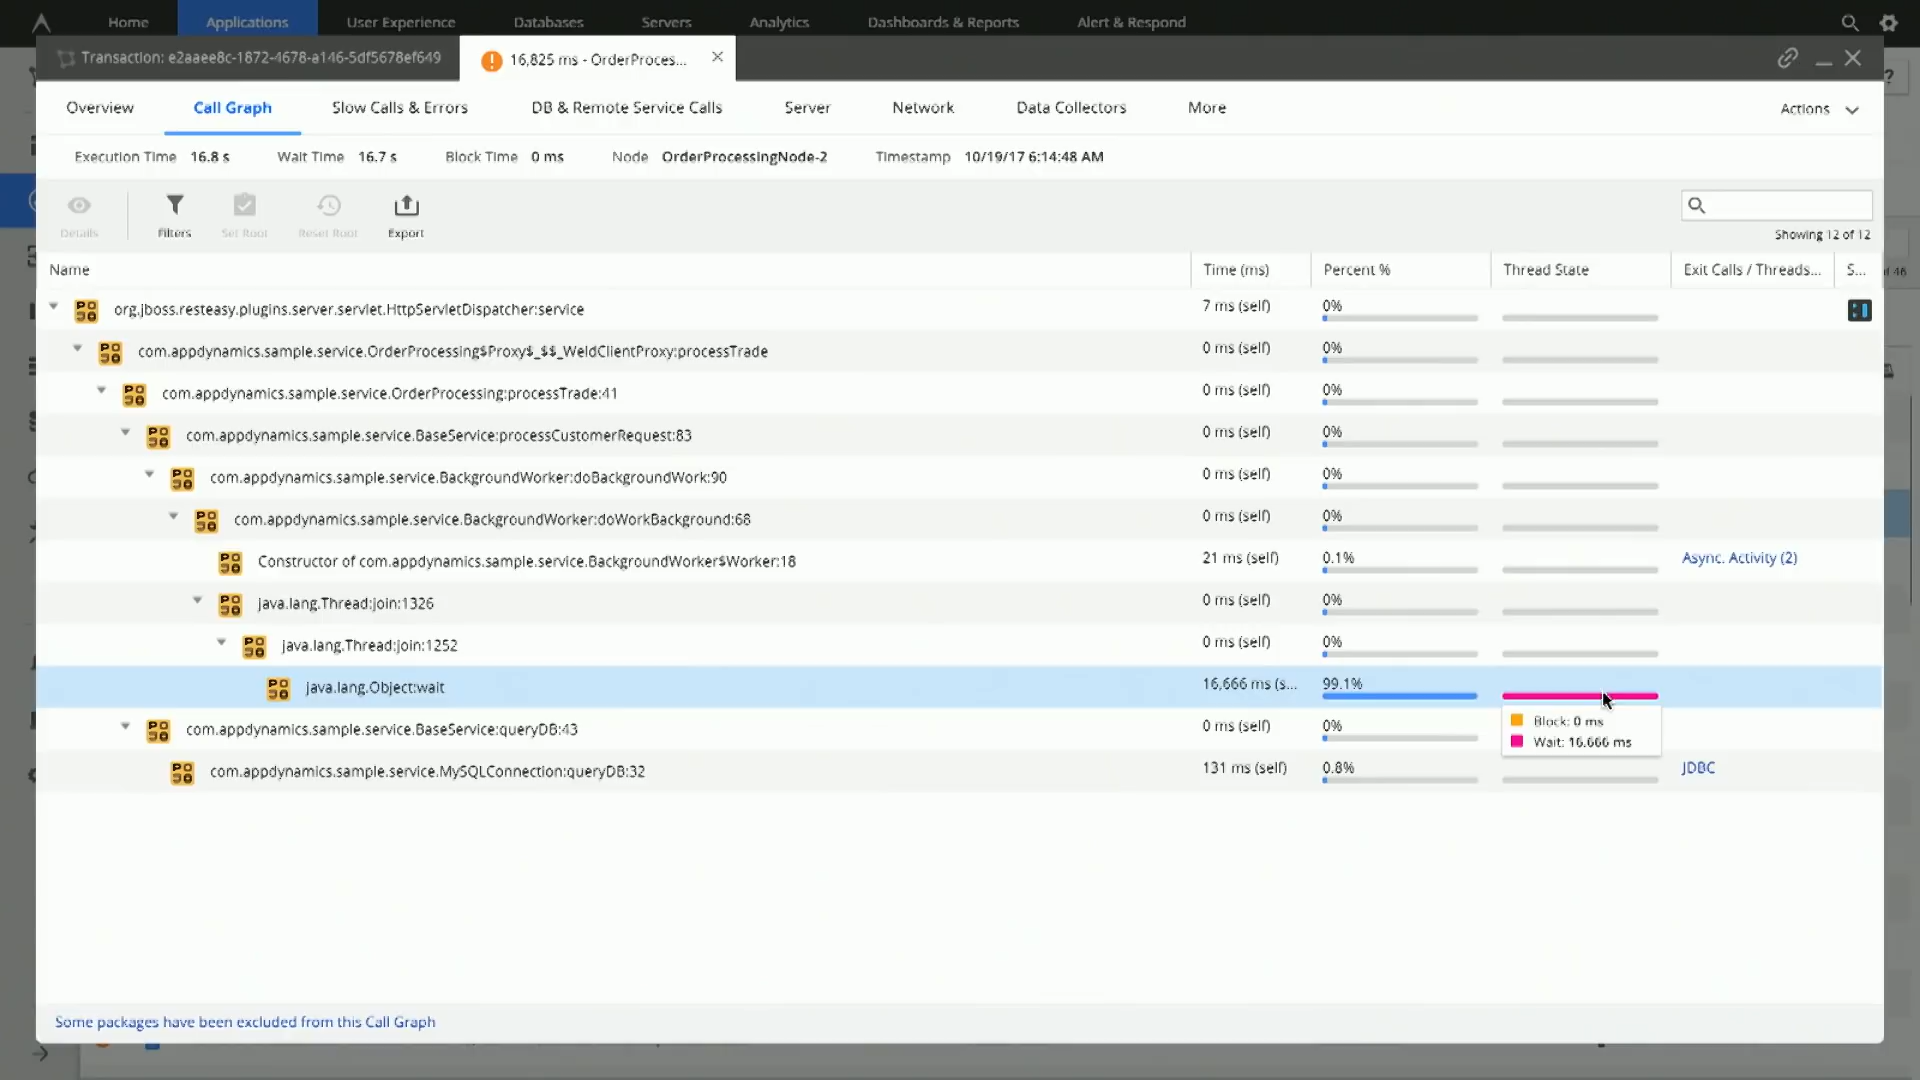 Home Applications User Experience Databases Servers Analytics Dashboards & Reports Alert & Respond
Transaction: e2aaee8c-1872-4678-a146-5df5678ef649 16,825 ms - OrderProces...
?
Overview Call Graph Slow Calls & Errors DB & Remote Service Calls Server Network Data Collectors More Actions
Execution Time 16.8 s Wait Time 16.7 s Block Time 0 ms Node OrderProcessingNode-2 Timestamp 10/19/17 6:14:48 AM
Details Filters Set Root Reset Root Export
Showing 12 of 12
Name Time (ms) Percent % Thread State Exit Calls / Threads... S...
of 46
org.jboss.resteasy.plugins.server.servlet.HttpServletDispatcher:service 7 ms (self) 0%
com.appdynamics.sample.service.OrderProcessing$Proxy$_$$_WeldClientProxy:processTrade 0 ms (self) 0%
com.appdynamics.sample.service.OrderProcessing:processTrade:41 0 ms (self) 0%
com.appdynamics.sample.service.BaseService:processCustomerRequest:83 0 ms (self) 0%
com.appdynamics.sample.service.BackgroundWorker:doBackgroundWork:90 0 ms (self) 0%
com.appdynamics.sample.service.BackgroundWorker:doWorkBackground:68 0 ms (self) 0%
Constructor of com.appdynamics.sample.service.BackgroundWorker$Worker:18 21 ms (self) 0.1% Async. Activity (2)
java.lang.Thread:join:1326 0 ms (self) 0%
java.lang.Thread:join:1252 0 ms (self) 0%
java.lang.Object:wait 16,666 ms (s... 99.1%
com.appdynamics.sample.service.BaseService:queryDB:43 0 ms (self) 0%
Block: 0 ms
Wait: 16.666 ms
com.appdynamics.sample.service.MySQLConnection:queryDB:32 131 ms (self) 0.8% JDBC
Some packages have been excluded from this Call Graph